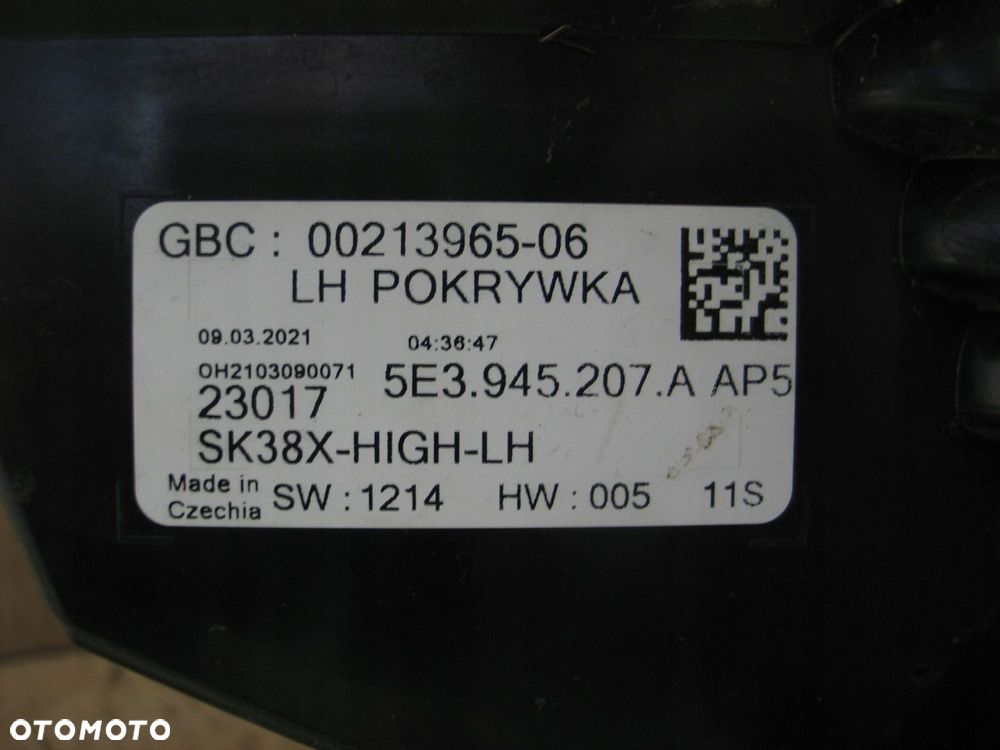 GBC : 00213965-06
LH POKRYWKA
09.03.2021 04:36:47
OH2103090071 5E3.945.207.A AP5
23017
SK38X-HIGH-LH
Made in Czechia SW : 1214 HW : 005 11S
OTOMOTO